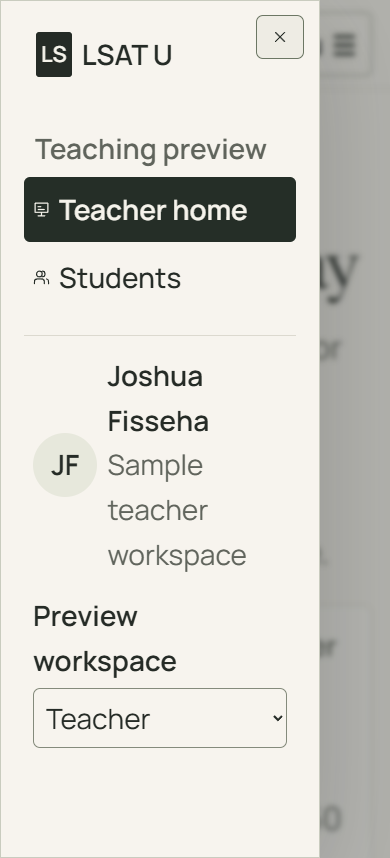 LS LSAT U
Teaching preview
Teacher home
Students
Joshua
Fisseha
JF
Sample
teacher
workspace
Preview
workspace
Teacher